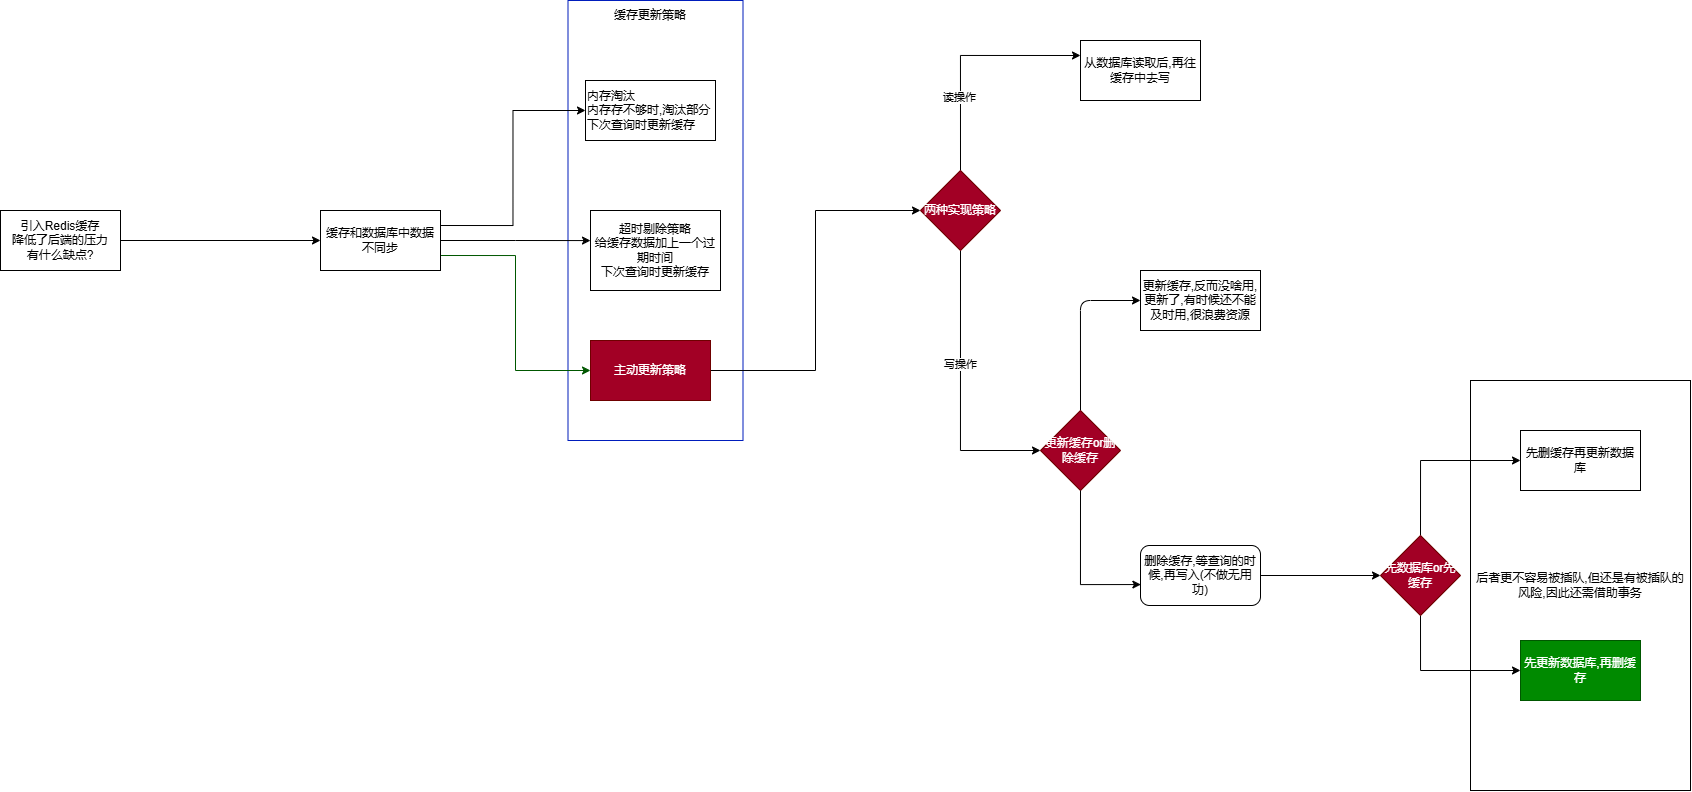 缓存更新策略
内存淘汰
内存存不够时,淘汰部分
下次查询时更新缓存
引入Redis缓存
降低了后端的压力
有什么缺点?
缓存和数据库中数据
不同步
超时剔除策略
给缓存数据加上一个过
期时间
下次查询时更新缓存
主动更新策略
两种实现策略
读操作
从数据库读取后,再往
缓存中去写
写操作
更新缓存or删
除缓存
更新缓存,反而没啥用,
更新了,有时候还不能
及时用,很浪费资源
删除缓存,等查询的时
候,再写入(不做无用
功)
先数据库or先
缓存
先删缓存再更新数据
库
后者更不容易被插队,但还是有被插队的
风险,因此还需借助事务
先更新数据库,再删缓
存